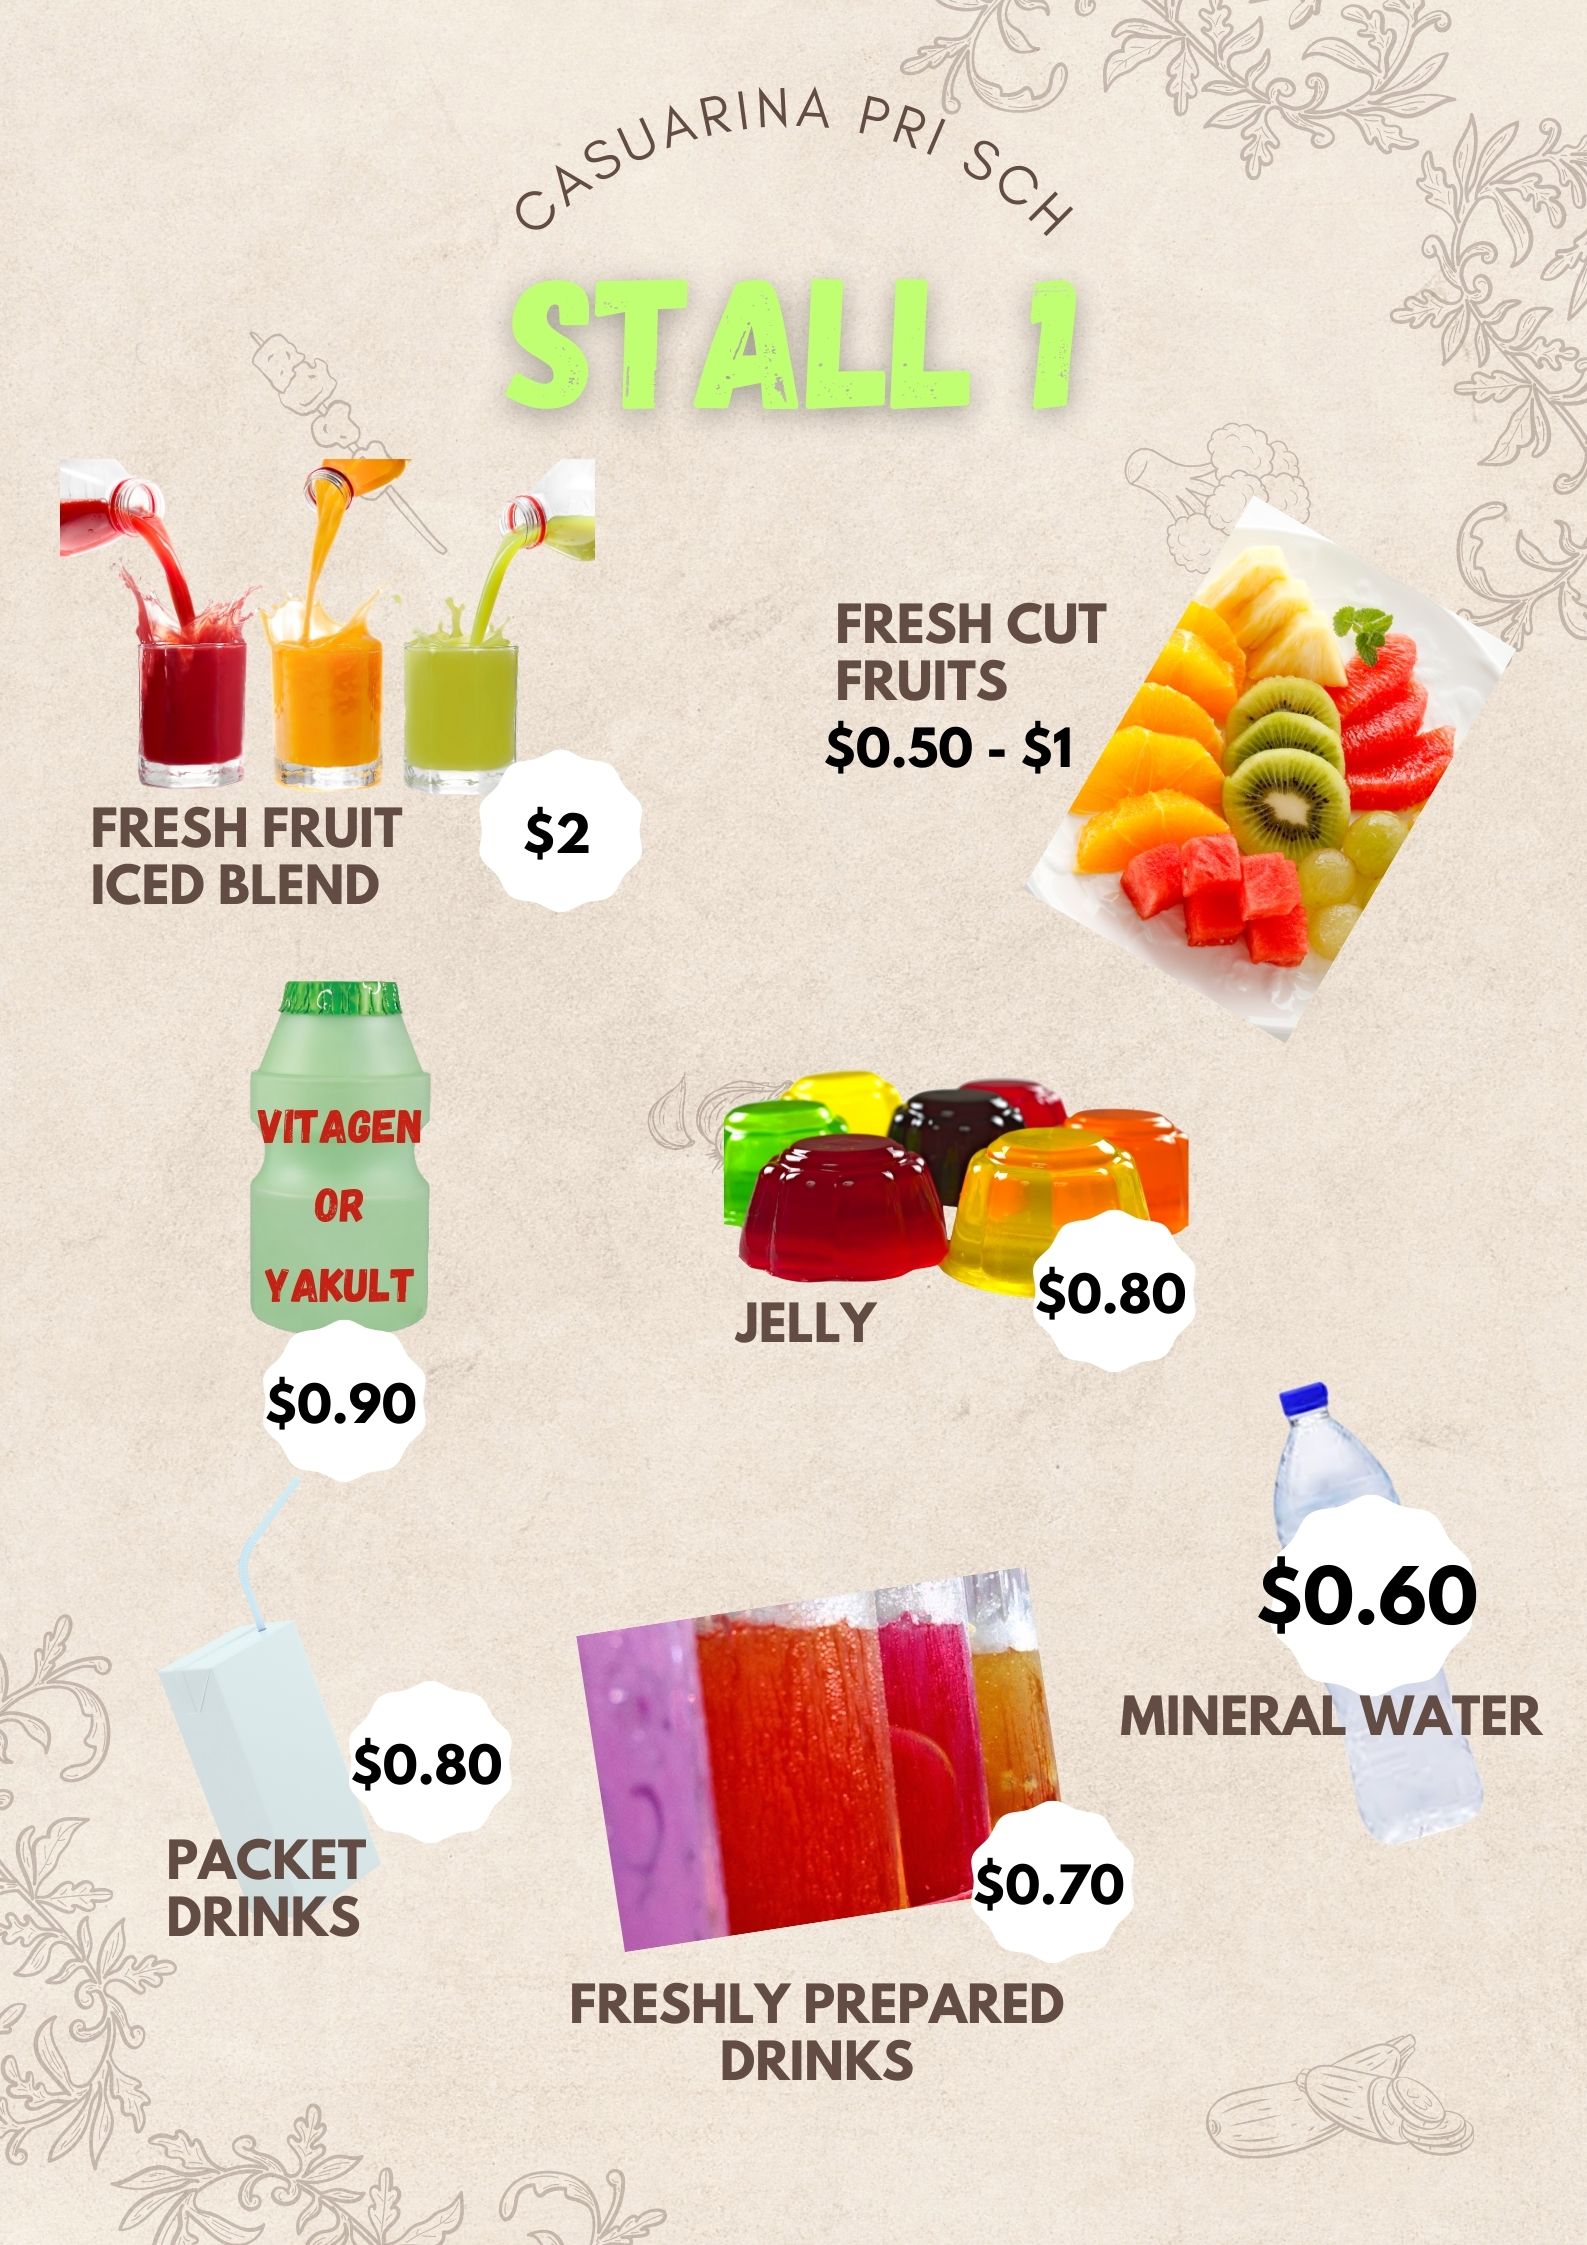 CASUARINA PRI SCH
STALL 1
FRESH FRUIT
ICED BLEND
$2
FRESH CUT
FRUITS
$0.50 - $1
VITAGEN
OR
YAKULT
$0.90
JELLY
$0.80
$0.60
MINERAL WATER
$0.80
PACKET
DRINKS
$0.70
FRESHLY PREPARED
DRINKS